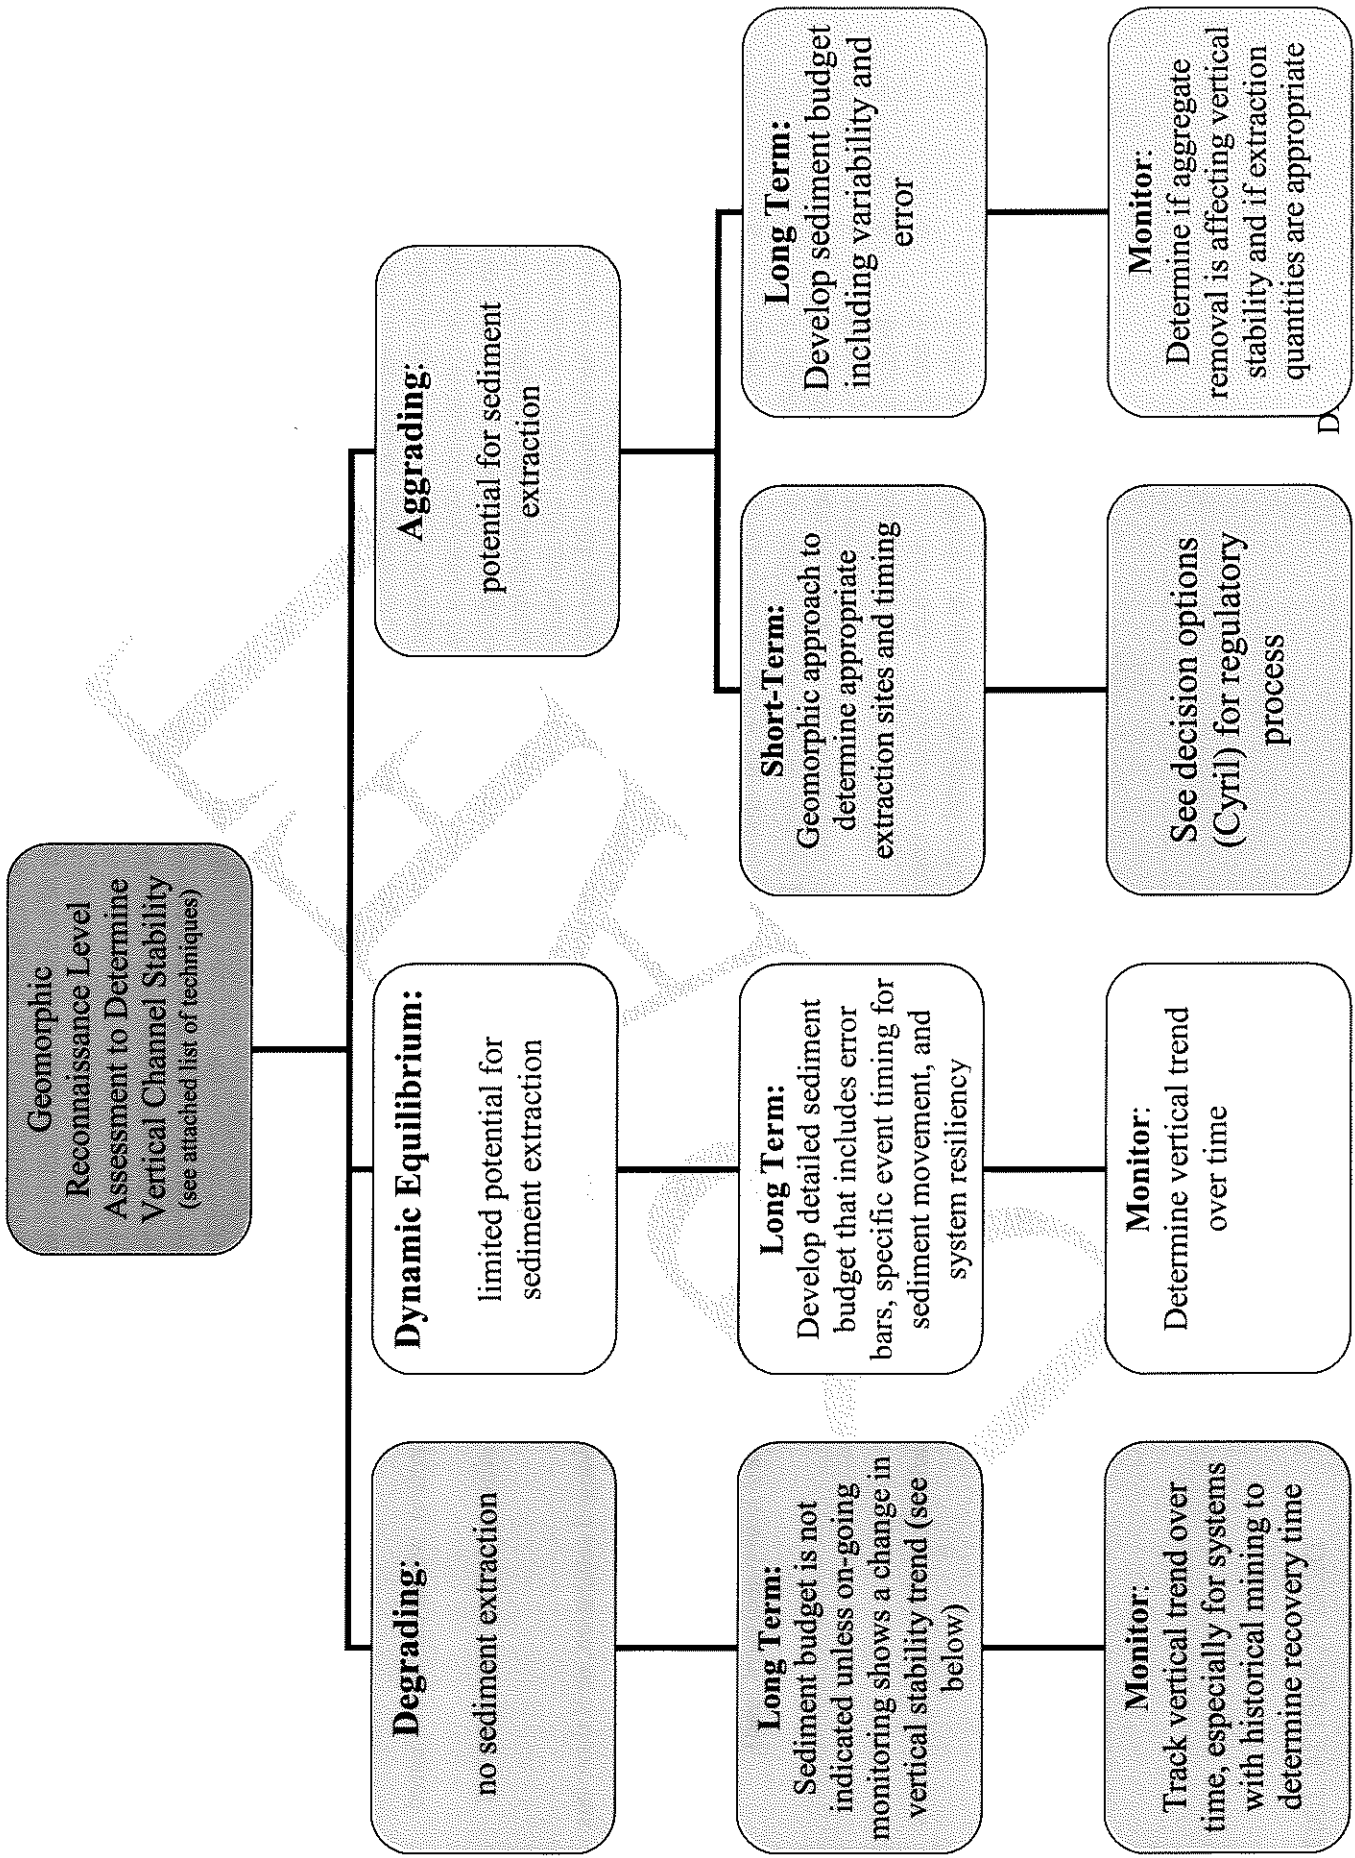 Geomorphic
Reconnaissance Level
Assessment to Determine
Vertical Channel Stability
(see attached list of techniques)
Degrading:
no sediment extraction
Dynamic Equilibrium:
limited potential for
sediment extraction
Aggrading:
potential for sediment
extraction
Long Term:
Sediment budget is not
indicated unless on-going
monitoring shows a change in
vertical stability trend (see
below)
Long Term:
Develop detailed sediment
budget that includes error
bars, specific event timing for
sediment movement, and
system resiliency
Short-Term:
Geomorphic approach to
determine appropriate
extraction sites and timing
Long Term:
Develop sediment budget
including variability and
error
Monitor:
Track vertical trend over
time, especially for systems
with historical mining to
determine recovery time
Monitor:
Determine vertical trend
over time
See decision options
(Cyril) for regulatory
process
Monitor:
Determine if aggregate
removal is affecting vertical
stability and if extraction
quantities are appropriate